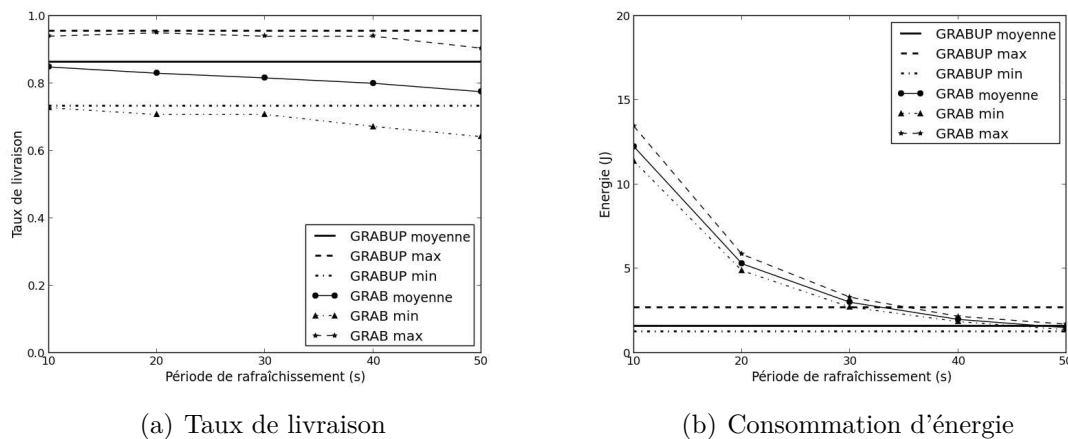 1.0
0.8
0.6
0.4
0.2
0.0
10 20 30 40 50
Taux de livraison
Période de rafraîchissement (s)
GRABUP moyenne
GRABUP max
GRABUP min
GRAB moyenne
GRAB min
GRAB max
(a) Taux de livraison
20
15
10
5
0
10 20 30 40 50
Energie (J)
Période de rafraîchissement (s)
GRABUP moyenne
GRABUP max
GRABUP min
GRAB moyenne
GRAB min
GRAB max
(b) Consommation d'énergie